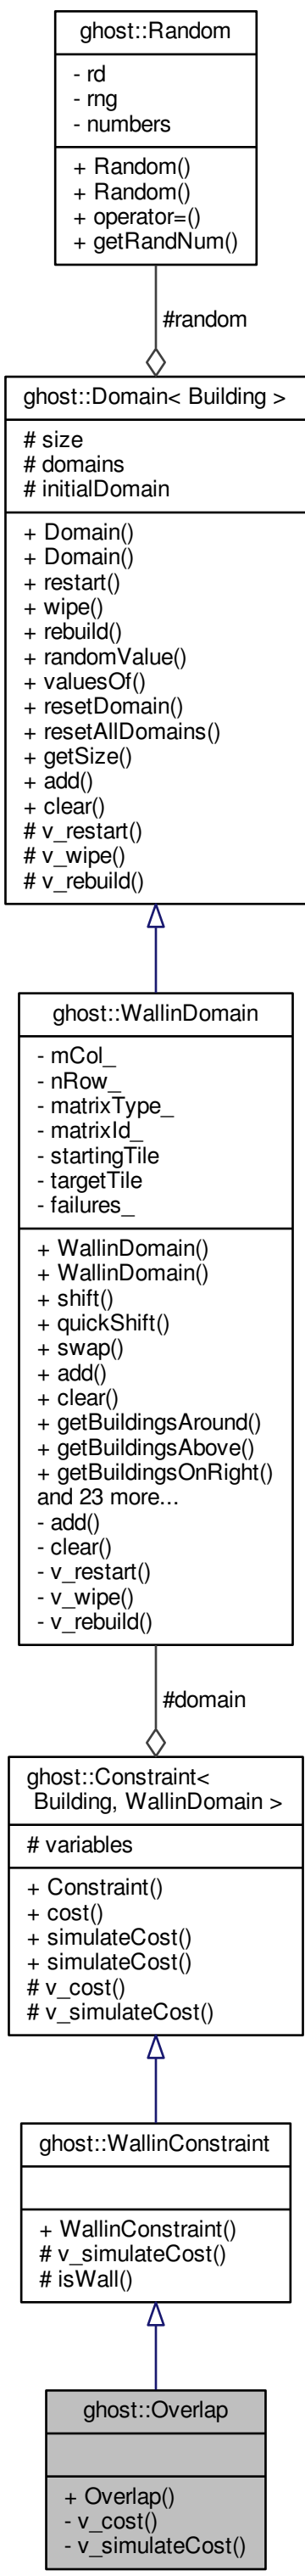 ghost::Random
- rd
- rng
- numbers
+ Random()
+ Random()
+ operator=()
+ getRandNum()
#random
ghost::Domain< Building >
# size
# domains
# initialDomain
+ Domain()
+ Domain()
+ restart()
+ wipe()
+ rebuild()
+ randomValue()
+ valuesOf()
+ resetDomain()
+ resetAllDomains()
+ getSize()
+ add()
+ clear()
# v_restart()
# v_wipe()
# v_rebuild()
ghost::WallinDomain
- mCol_
- nRow_
- matrixType_
- matrixId_
- startingTile
- targetTile
- failures_
+ WallinDomain()
+ WallinDomain()
+ shift()
+ quickShift()
+ swap()
+ add()
+ clear()
+ getBuildingsAround()
+ getBuildingsAbove()
+ getBuildingsOnRight()
and 23 more...
- add()
- clear()
- v_restart()
- v_wipe()
- v_rebuild()
#domain
ghost::Constraint<
Building, WallinDomain >
# variables
+ Constraint()
+ cost()
+ simulateCost()
+ simulateCost()
# v_cost()
# v_simulateCost()
ghost::WallinConstraint
+ WallinConstraint()
# v_simulateCost()
# isWall()
ghost::Overlap
+ Overlap()
- v_cost()
- v_simulateCost()